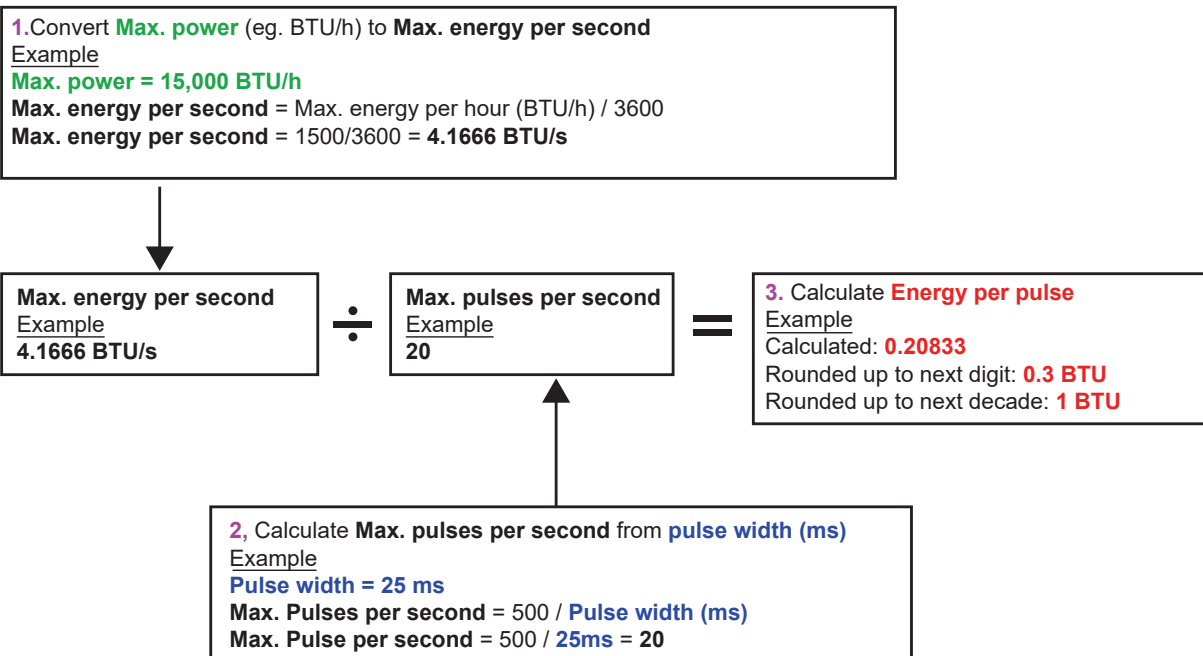 1.Convert Max. power (eg. BTU/h) to Max. energy per second
Example
Max. power = 15,000 BTU/h
Max. energy per second = Max. energy per hour (BTU/h) / 3600
Max. energy per second = 1500/3600 = 4.1666 BTU/s
Max. energy per second
Example
4.1666 BTU/s
÷
Max. pulses per second
Example
20
=
3. Calculate Energy per pulse
Example
Calculated: 0.20833
Rounded up to next digit: 0.3 BTU
Rounded up to next decade: 1 BTU
2, Calculate Max. pulses per second from pulse width (ms)
Example
Pulse width = 25 ms
Max. Pulses per second = 500 / Pulse width (ms)
Max. Pulse per second = 500 / 25ms = 20